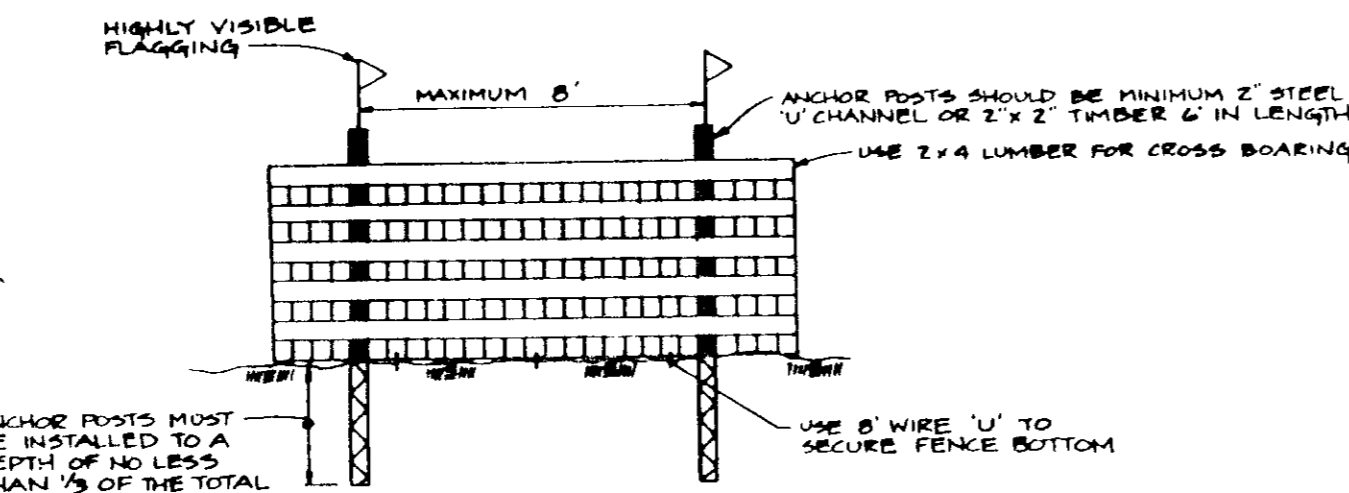 HIGHLY VISIBLE
FLAGGING
MAXIMUM 8'
ANCHOR POSTS SHOULD BE MINIMUM 2" STEEL
'U' CHANNEL OR 2" x 2" TIMBER 6' IN LENGTH
USE 2x4 LUMBER FOR CROSS BOARING
USE 8' WIRE 'U' TO
SECURE FENCE BOTTOM
NCHOR POSTS MUST
E INSTALLED TO A
EPTH OF NO LESS
HAN 1/3 OF THE TOTAL